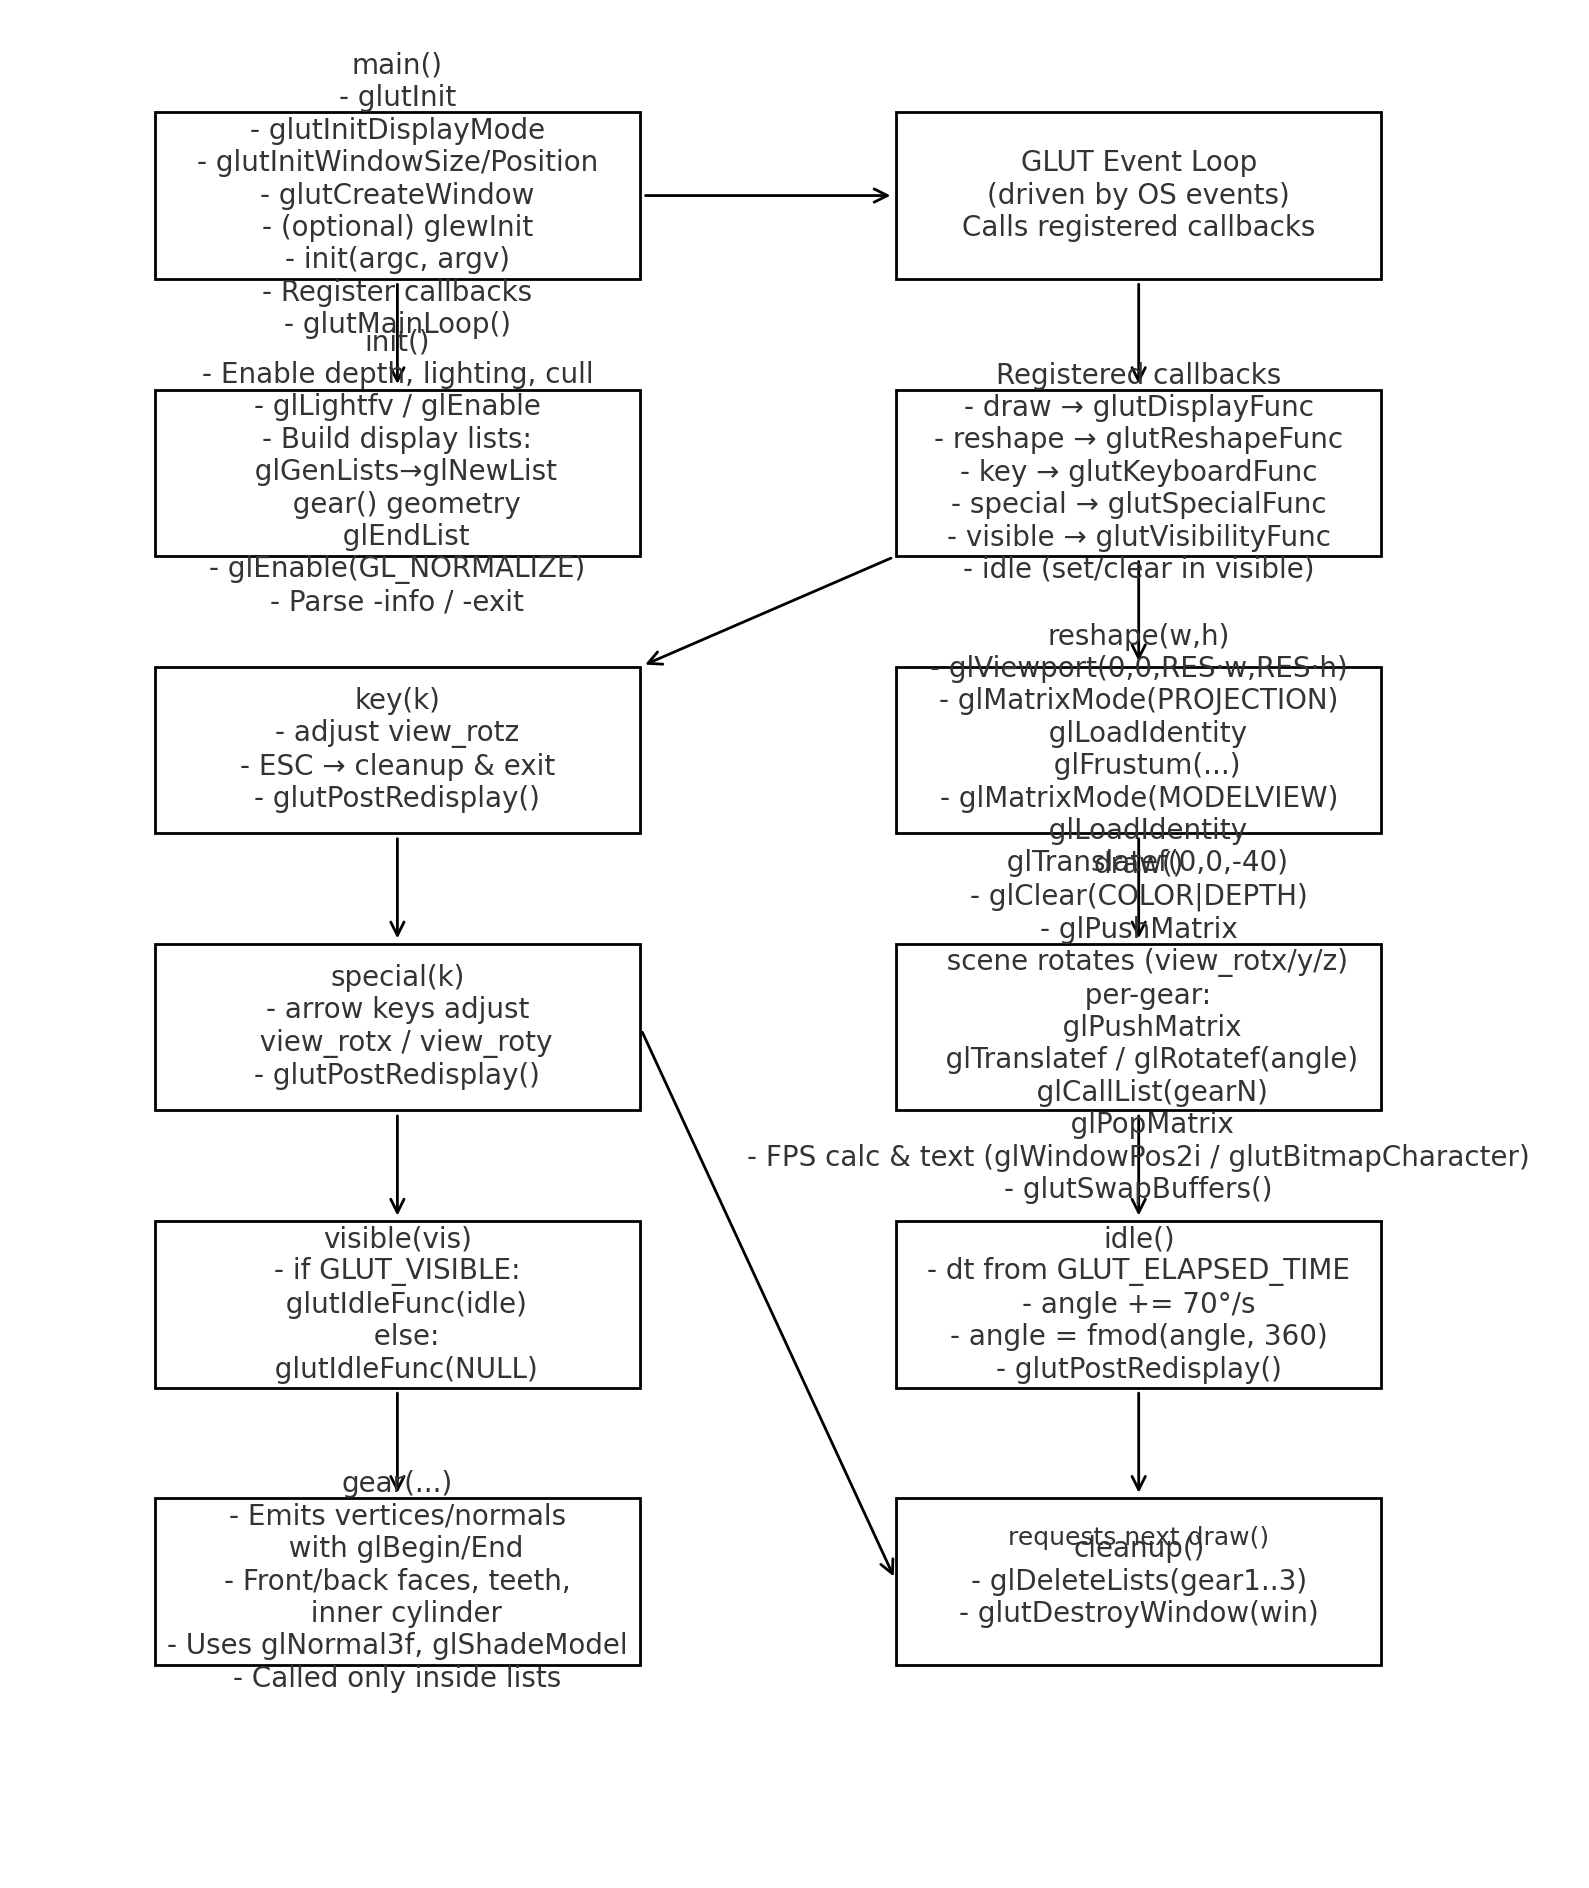 main()
- glutInit
- glutInitDisplayMode
- glutInitWindowSize/Position
- glutCreateWindow
- (optional) glewInit
- init(argc, argv)
- Register callbacks
- glutMainLoop()
GLUT Event Loop
(driven by OS events)
Calls registered callbacks
init()
- Enable depth, lighting, cull
- glLightfv / glEnable
- Build display lists:
glGenLists→glNewList
gear() geometry
glEndList
- glEnable(GL_NORMALIZE)
- Parse -info / -exit
Registered callbacks
- draw → glutDisplayFunc
- reshape → glutReshapeFunc
- key → glutKeyboardFunc
- special → glutSpecialFunc
- visible → glutVisibilityFunc
- idle (set/clear in visible)
key(k)
- adjust view_rotz
- ESC → cleanup & exit
- glutPostRedisplay()
reshape(w,h)
- glViewport(0,0,RES·w,RES·h)
- glMatrixMode(PROJECTION)
glLoadIdentity
glFrustum(...)
- glMatrixMode(MODELVIEW)
glLoadIdentity
glTranslatef(0,0,-40)
special(k)
- arrow keys adjust
view_rotx / view_roty
- glutPostRedisplay()
draw()
- glClear(COLOR|DEPTH)
- glPushMatrix
scene rotates (view_rotx/y/z)
per-gear:
glPushMatrix
glTranslatef / glRotatef(angle)
glCallList(gearN)
glPopMatrix
- FPS calc & text (glWindowPos2i / glutBitmapCharacter)
- glutSwapBuffers()
visible(vis)
- if GLUT_VISIBLE:
glutIdleFunc(idle)
else:
glutIdleFunc(NULL)
idle()
- dt from GLUT_ELAPSED_TIME
- angle += 70°/s
- angle = fmod(angle, 360)
- glutPostRedisplay()
gear(...)
- Emits vertices/normals
with glBegin/End
- Front/back faces, teeth,
inner cylinder
- Uses glNormal3f, glShadeModel
- Called only inside lists
requests next draw()
cleanup()
- glDeleteLists(gear1..3)
- glutDestroyWindow(win)